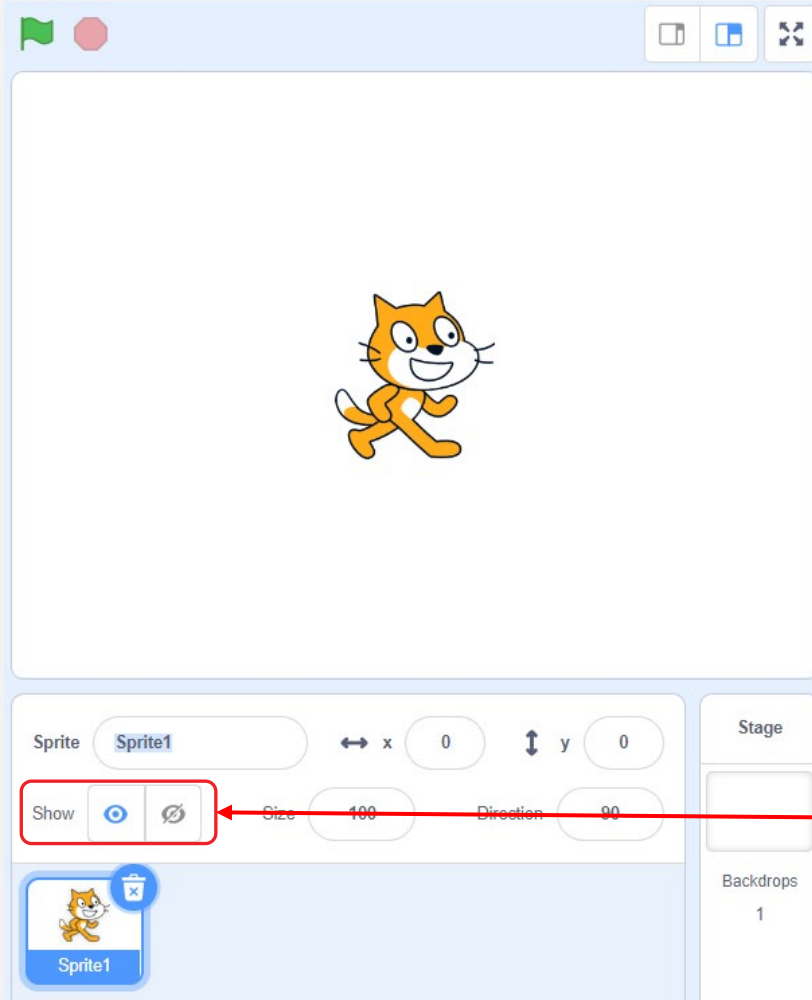 Sprite Sprite1 x 0 y 0
Show Size 100 Direction 90
Sprite1
Stage
Backdrops
1